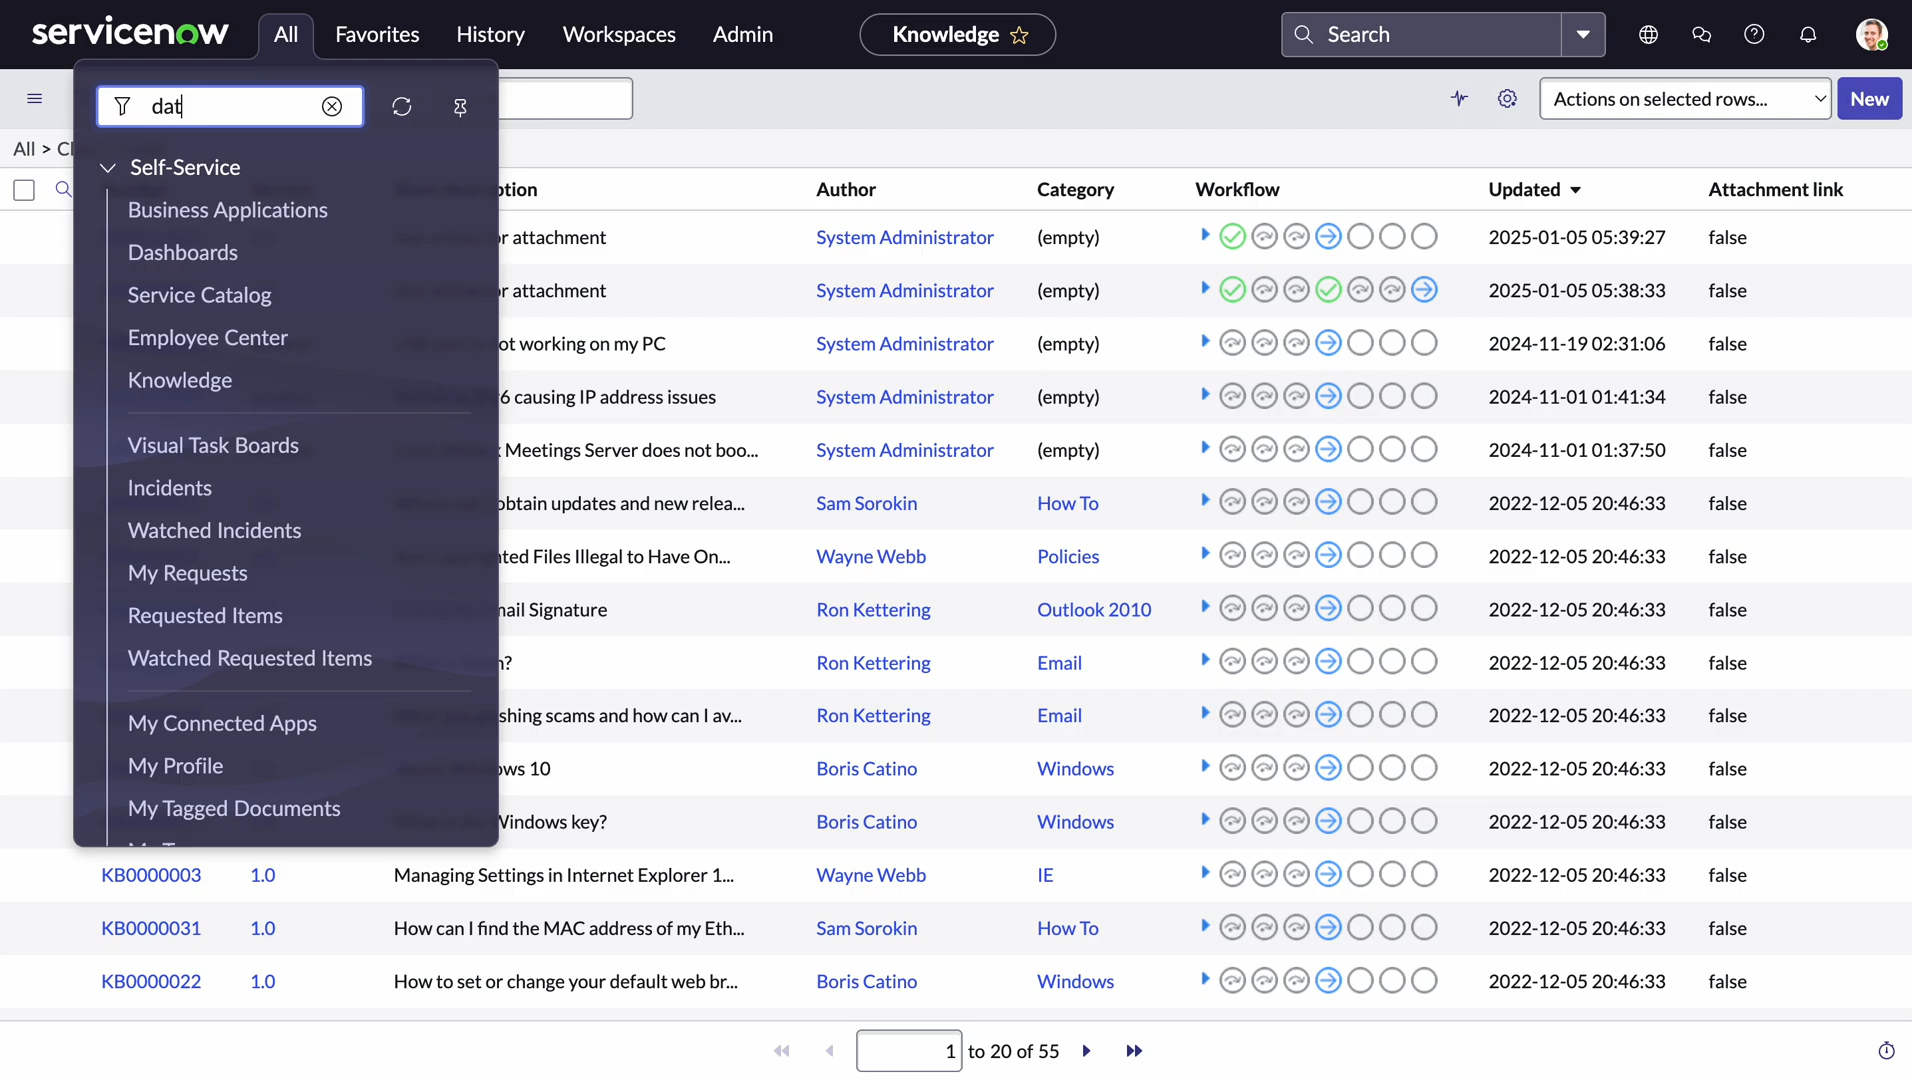 servicenow
All
Favorites
History
Workspaces
Admin
Knowledge
Search
dat
Actions on selected rows...
New
All > C
Self-Service
Business Applications
Dashboards
Service Catalog
Employee Center
Knowledge
Visual Task Boards
Incidents
Watched Incidents
My Requests
Requested Items
Watched Requested Items
My Connected Apps
My Profile
My Tagged Documents
Author Category Workflow Updated Attachment link
attachment System Administrator (empty) 2025-01-05 05:39:27 false
attachment System Administrator (empty) 2025-01-05 05:38:33 false
working on my PC System Administrator (empty) 2024-11-19 02:31:06 false
causing IP address issues System Administrator (empty) 2024-11-01 01:41:34 false
Meetings Server does not boo... System Administrator (empty) 2024-11-01 01:37:50 false
obtain updates and new relea... Sam Sorokin How To 2022-12-05 20:46:33 false
Files Illegal to Have On... Wayne Webb Policies 2022-12-05 20:46:33 false
Signature Ron Kettering Outlook 2010 2022-12-05 20:46:33 false
Ron Kettering Email 2022-12-05 20:46:33 false
scams and how can I av... Ron Kettering Email 2022-12-05 20:46:33 false
10 Boris Catino Windows 2022-12-05 20:46:33 false
Windows key? Boris Catino Windows 2022-12-05 20:46:33 false
KB0000003 1.0 Managing Settings in Internet Explorer 1... Wayne Webb IE 2022-12-05 20:46:33 false
KB0000031 1.0 How can I find the MAC address of my Eth... Sam Sorokin How To 2022-12-05 20:46:33 false
KB0000022 1.0 How to set or change your default web br... Boris Catino Windows 2022-12-05 20:46:33 false
1 to 20 of 55